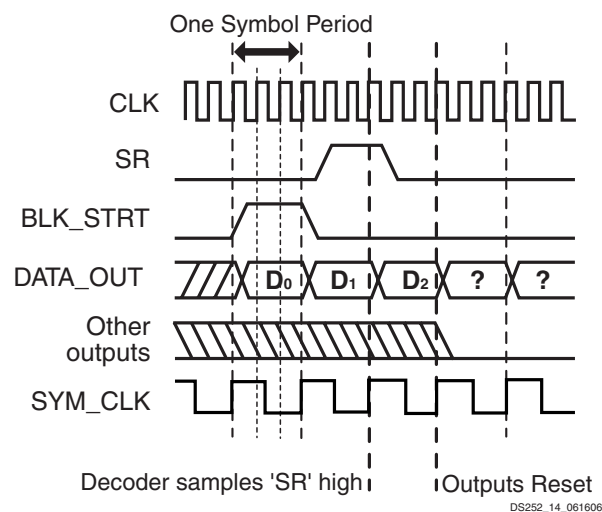 One Symbol Period
CLK
SR
BLK_STRT
DATA_OUT D0 D1 D2 ? ?
Other
outputs
SYM_CLK
Decoder samples 'SR' high
Outputs Reset
DS252_14_061606